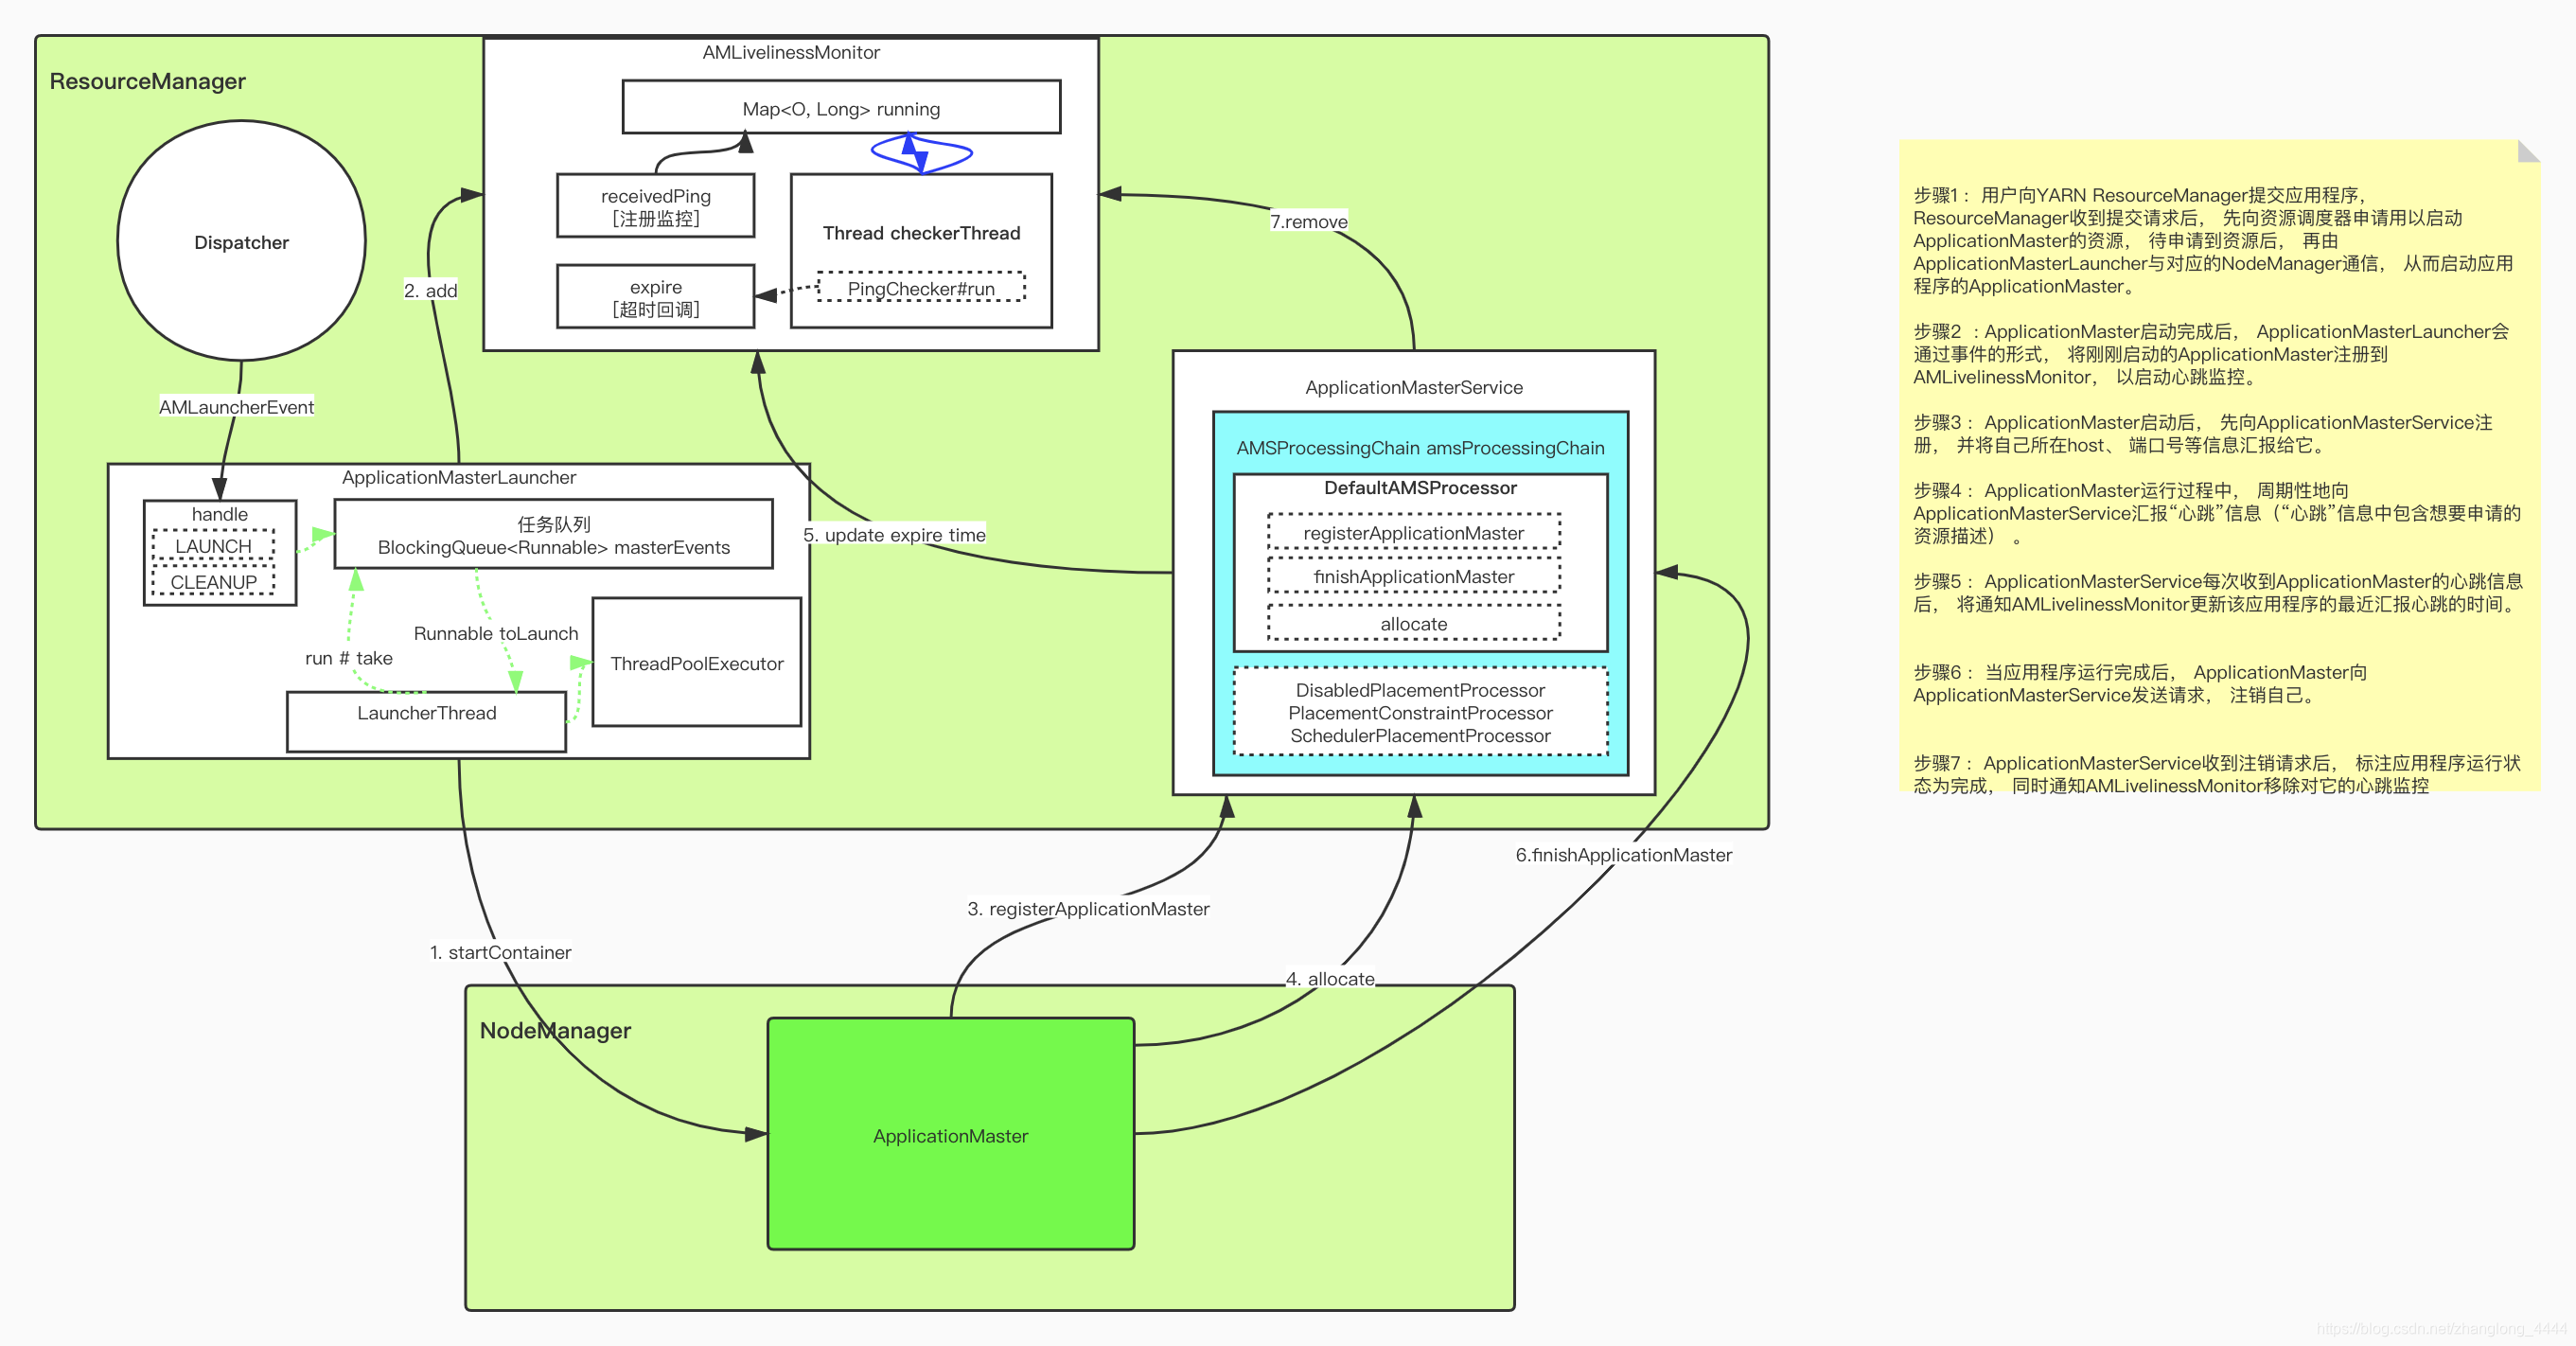 ResourceManager
AMLivelinessMonitor
Map<O, Long> running
receivedPing
[注册监控]
Thread checkerThread
PingChecker#run
expire
[超时回调]
Dispatcher
2. add
7.remove
AMLauncherEvent
ApplicationMasterLauncher
handle
LAUNCH
CLEANUP
任务队列
BlockingQueue<Runnable> masterEvents
Runnable toLaunch
run # take
ThreadPoolExecutor
LauncherThread
5. update expire time
ApplicationMasterService
AMSProcessingChain amsProcessingChain
DefaultAMSProcessor
registerApplicationMaster
finishApplicationMaster
allocate
DisabledPlacementProcessor
PlacementConstraintProcessor
SchedulerPlacementProcessor
6.finishApplicationMaster
3. registerApplicationMaster
1. startContainer
4. allocate
NodeManager
ApplicationMaster
步骤1：用户向YARN ResourceManager提交应用程序，
ResourceManager收到提交请求后， 先向资源调度器申请用以启动
ApplicationMaster的资源， 待申请到资源后， 再由
ApplicationMasterLauncher与对应的NodeManager通信， 从而启动应用
程序的ApplicationMaster。
步骤2 ：ApplicationMaster启动完成后， ApplicationMasterLauncher会
通过事件的形式， 将刚刚启动的ApplicationMaster注册到
AMLivelinessMonitor， 以启动心跳监控。
步骤3：ApplicationMaster启动后， 先向ApplicationMasterService注
册， 并将自己所在host、 端口号等信息汇报给它。
步骤4：ApplicationMaster运行过程中， 周期性地向
ApplicationMasterService汇报“心跳”信息（“心跳”信息中包含想要申请的
资源描述） 。
步骤5：ApplicationMasterService每次收到ApplicationMaster的心跳信息
后， 将通知AMLivelinessMonitor更新该应用程序的最近汇报心跳的时间。
步骤6：当应用程序运行完成后， ApplicationMaster向
ApplicationMasterService发送请求， 注销自己。
步骤7：ApplicationMasterService收到注销请求后， 标注应用程序运行状
态为完成， 同时通知AMLivelinessMonitor移除对它的心跳监控
https://blog.csdn.net/zhanglong_4444